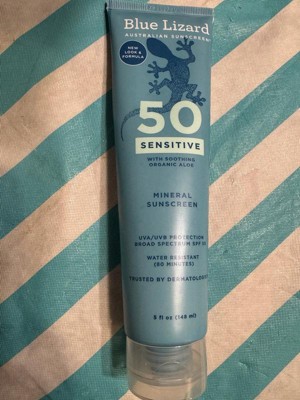 Blue Lizard
AUSTRALIAN SUNSCREEN
NEW
LOOK &
FORMULA
50
SENSITIVE
WITH SOOTHING
ORGANIC ALOE
MINERAL
SUNSCREEN
UVA/UVB PROTECTION
BROAD SPECTRUM SPF 50
WATER RESISTANT
(80 MINUTES)
TRUSTED BY DERMATOLOGISTS
5 fl oz (148 ml)